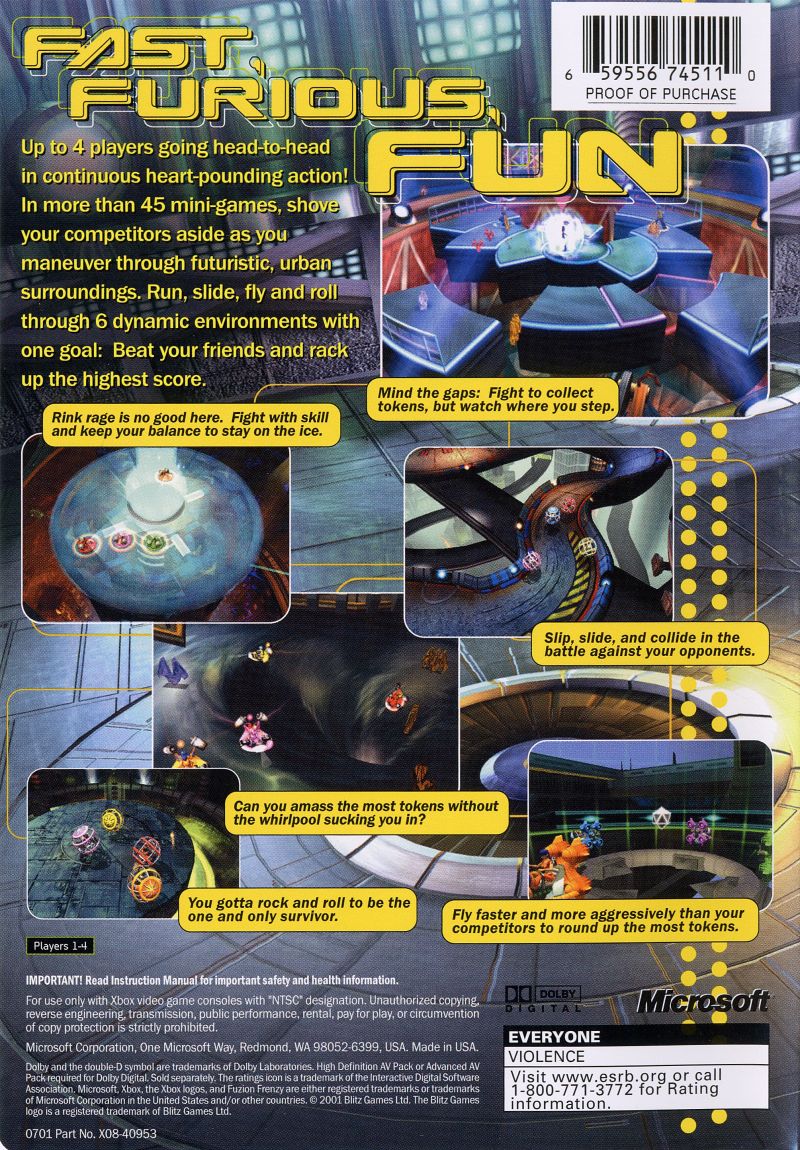 FAST,
FURIOUS,
FUN
6 59556 74511 0
PROOF OF PURCHASE
Up to 4 players going head-to-head
in continuous heart-pounding action!
In more than 45 mini-games, shove
your competitors aside as you
maneuver through futuristic, urban
surroundings. Run, slide, fly and roll
through 6 dynamic environments with
one goal: Beat your friends and rack
up the highest score.
Mind the gaps: Fight to collect
tokens, but watch where you step.
Rink rage is no good here. Fight with skill
and keep your balance to stay on the ice.
Slip, slide, and collide in the
battle against your opponents.
Can you amass the most tokens without
the whirlpool sucking you in?
You gotta rock and roll to be the
one and only survivor.
Fly faster and more aggressively than your
competitors to round up the most tokens.
Players 1-4
IMPORTANT! Read Instruction Manual for important safety and health information.
For use only with Xbox video game consoles with "NTSC" designation. Unauthorized copying,
reverse engineering, transmission, public performance, rental, pay for play, or circumvention
of copy protection is strictly prohibited.
Microsoft Corporation, One Microsoft Way, Redmond, WA 98052-6399, USA. Made in USA.
Dolby and the double-D symbol are trademarks of Dolby Laboratories. High Definition AV Pack or Advanced AV
Pack required for Dolby Digital. Sold separately. The ratings icon is a trademark of the Interactive Digital Software
Association. Microsoft, Xbox, the Xbox logos, and Fuzion Frenzy are either registered trademarks or trademarks
of Microsoft Corporation in the United States and/or other countries. © 2001 Blitz Games Ltd. The Blitz Games
logo is a registered trademark of Blitz Games Ltd.
0701 Part No. X08-40953
DOLBY
DIGITAL
Microsoft
EVERYONE
VIOLENCE
Visit www.esrb.org or call
1-800-771-3772 for Rating
information.